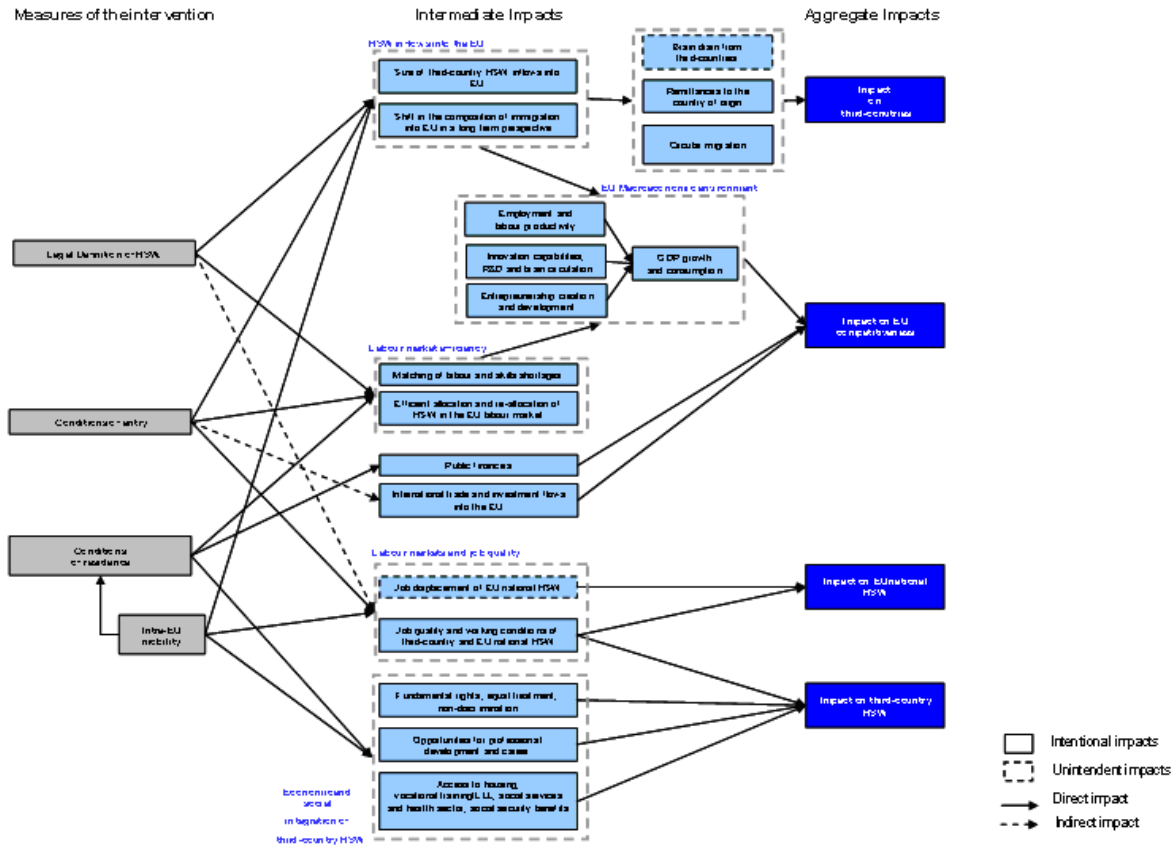 Measures of the intervention
Intermediate Impacts
Aggregate Impacts
HSW inflows into the EU
Size of third-country HSW inflows into
EU
Shift in the composition of immigration
into EU in a long term perspective
Brain drain from
third-countries
Remittances to the
country of origin
Circular migration
Impact
on
third-countries
EU Macroeconomic environment
Employment and
labour productivity
Innovation capabilities,
R&D and brain circulation
Entrepreneurship creation
and development
GDP growth
and consumption
Legal Definition of HSW
Impact on EU
competitiveness
Labour market efficiency
Matching of labour and skills shortages
Efficient allocation and re-allocation of
HSW in the EU labour market
Conditions of entry
Public finances
International trade and investment flows
into the EU
Conditions
of residence
Labour markets and job quality
Job displacement of EU national HSW
Impact on EU national
HSW
Intra-EU
mobility
Job quality and working conditions of
third-country and EU national HSW
Fundamental rights, equal treatment,
non-discrimination
Impact on third-country
HSW
Opportunities for professional
development and career
Access to housing,
vocational training/LLL, social services
and health sector, social security benefits
Economic and
social
integration of
third-country HSW
Intentional impacts
Unintendent impacts
Direct impact
Indirect impact